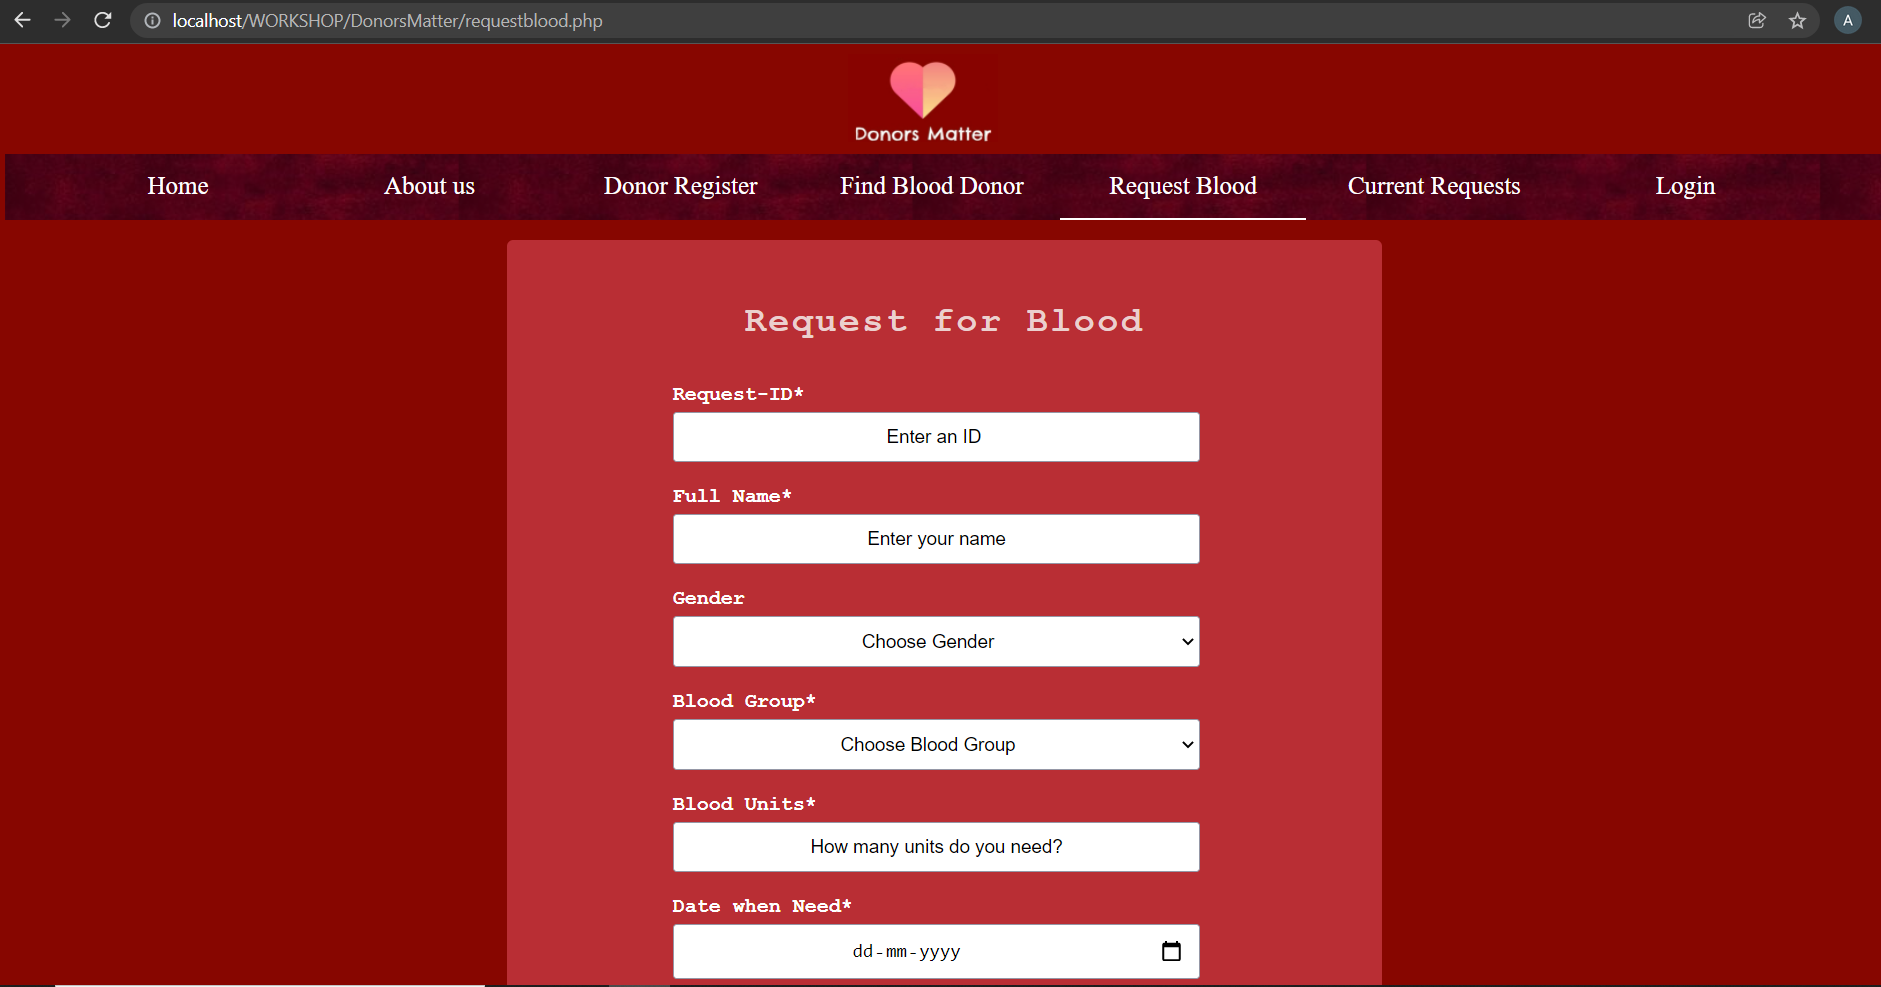 localhost/WORKSHOP/DonorsMatter/requestblood.php
A
Donors Matter
Home About us Donor Register Find Blood Donor Request Blood Current Requests Login
Request for Blood
Request-ID*
Enter an ID
Full Name*
Enter your name
Gender
Choose Gender
Blood Group*
Choose Blood Group
Blood Units*
How many units do you need?
Date when Need*
dd-mm-yyyy